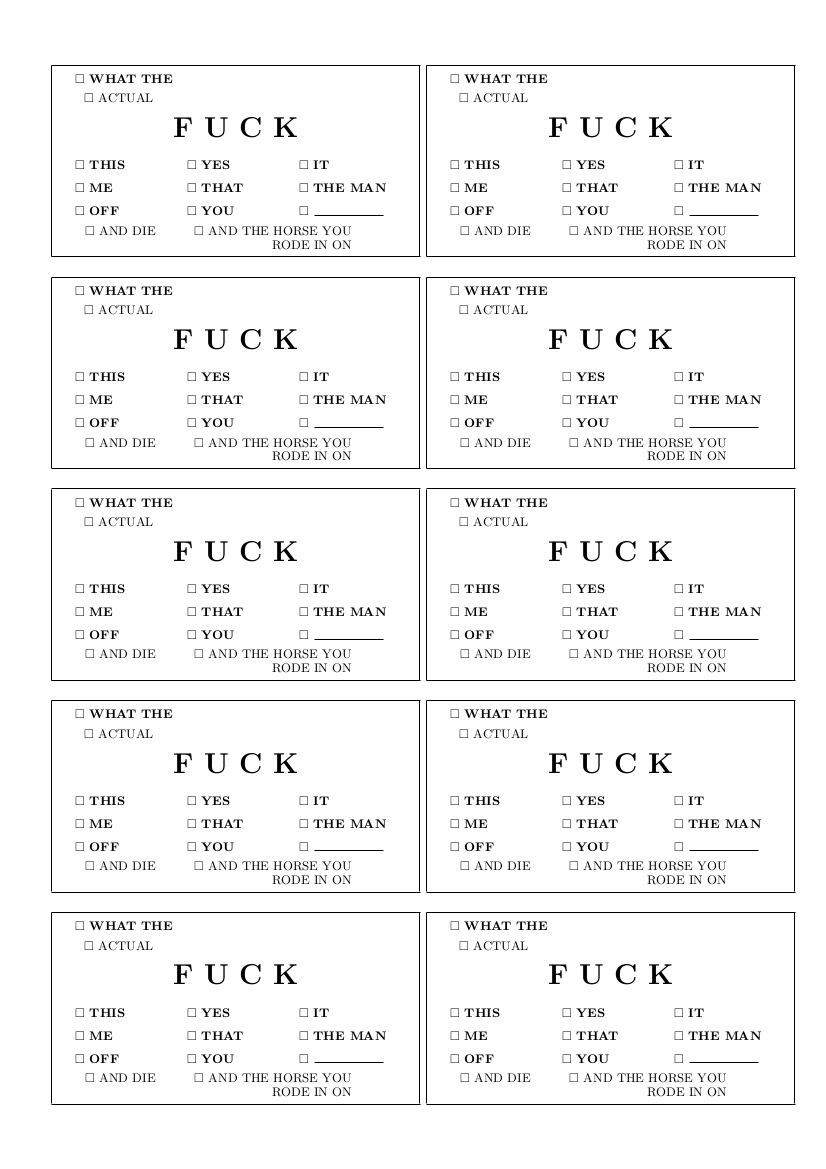 ☐ WHAT THE
☐ ACTUAL
F U C K
☐ THIS ☐ YES ☐ IT
☐ ME ☐ THAT ☐ THE MAN
☐ OFF ☐ YOU ☐ __________
☐ AND DIE ☐ AND THE HORSE YOU
RODE IN ON
☐ WHAT THE
☐ ACTUAL
F U C K
☐ THIS ☐ YES ☐ IT
☐ ME ☐ THAT ☐ THE MAN
☐ OFF ☐ YOU ☐ __________
☐ AND DIE ☐ AND THE HORSE YOU
RODE IN ON
☐ WHAT THE
☐ ACTUAL
F U C K
☐ THIS ☐ YES ☐ IT
☐ ME ☐ THAT ☐ THE MAN
☐ OFF ☐ YOU ☐ __________
☐ AND DIE ☐ AND THE HORSE YOU
RODE IN ON
☐ WHAT THE
☐ ACTUAL
F U C K
☐ THIS ☐ YES ☐ IT
☐ ME ☐ THAT ☐ THE MAN
☐ OFF ☐ YOU ☐ __________
☐ AND DIE ☐ AND THE HORSE YOU
RODE IN ON
☐ WHAT THE
☐ ACTUAL
F U C K
☐ THIS ☐ YES ☐ IT
☐ ME ☐ THAT ☐ THE MAN
☐ OFF ☐ YOU ☐ __________
☐ AND DIE ☐ AND THE HORSE YOU
RODE IN ON
☐ WHAT THE
☐ ACTUAL
F U C K
☐ THIS ☐ YES ☐ IT
☐ ME ☐ THAT ☐ THE MAN
☐ OFF ☐ YOU ☐ __________
☐ AND DIE ☐ AND THE HORSE YOU
RODE IN ON
☐ WHAT THE
☐ ACTUAL
F U C K
☐ THIS ☐ YES ☐ IT
☐ ME ☐ THAT ☐ THE MAN
☐ OFF ☐ YOU ☐ __________
☐ AND DIE ☐ AND THE HORSE YOU
RODE IN ON
☐ WHAT THE
☐ ACTUAL
F U C K
☐ THIS ☐ YES ☐ IT
☐ ME ☐ THAT ☐ THE MAN
☐ OFF ☐ YOU ☐ __________
☐ AND DIE ☐ AND THE HORSE YOU
RODE IN ON
☐ WHAT THE
☐ ACTUAL
F U C K
☐ THIS ☐ YES ☐ IT
☐ ME ☐ THAT ☐ THE MAN
☐ OFF ☐ YOU ☐ __________
☐ AND DIE ☐ AND THE HORSE YOU
RODE IN ON
☐ WHAT THE
☐ ACTUAL
F U C K
☐ THIS ☐ YES ☐ IT
☐ ME ☐ THAT ☐ THE MAN
☐ OFF ☐ YOU ☐ __________
☐ AND DIE ☐ AND THE HORSE YOU
RODE IN ON